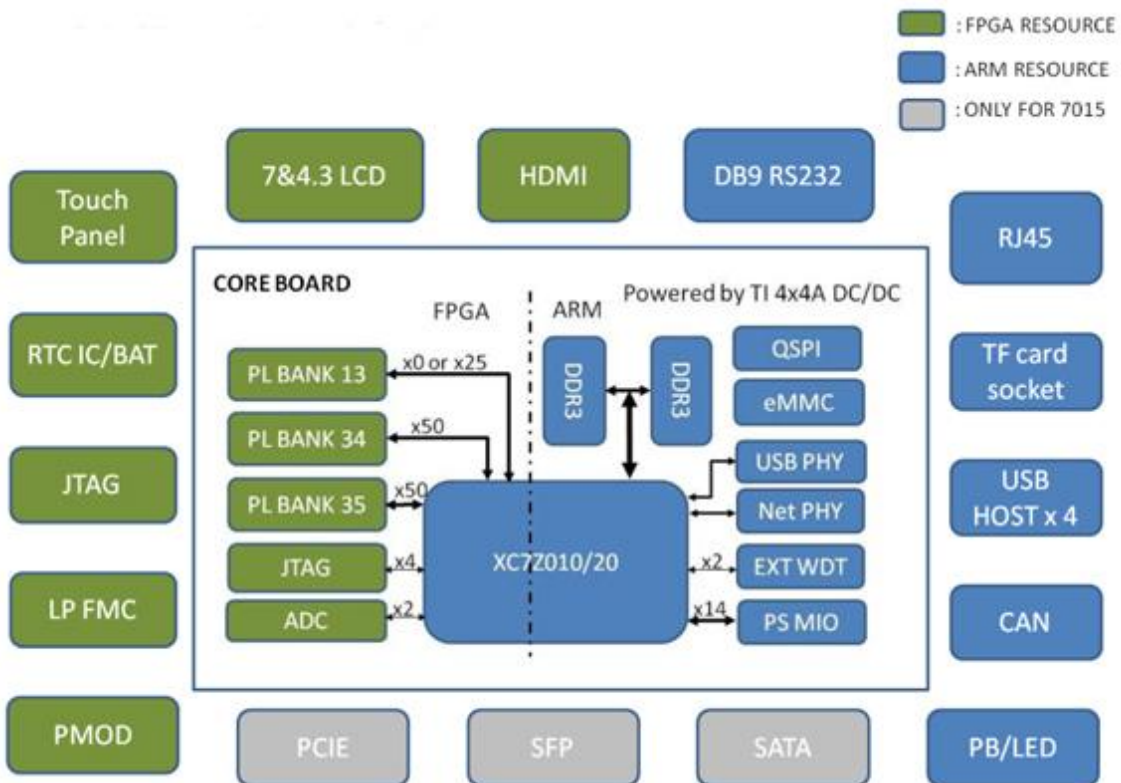 : FPGA RESOURCE
: ARM RESOURCE
: ONLY FOR 7015
7&4.3 LCD
HDMI
DB9 RS232
Touch
Panel
RJ45
CORE BOARD
Powered by TI 4x4A DC/DC
FPGA
ARM
RTC IC/BAT
PL BANK 13
x0 or x25
DDR3
DDR3
QSPI
TF card
socket
eMMC
PL BANK 34
x50
USB PHY
JTAG
PL BANK 35
x50
Net PHY
USB
HOST x 4
JTAG
x4
XC7Z010/20
x2
EXT WDT
LP FMC
ADC
x2
x14
PS MIO
CAN
PMOD
PCIE
SFP
SATA
PB/LED